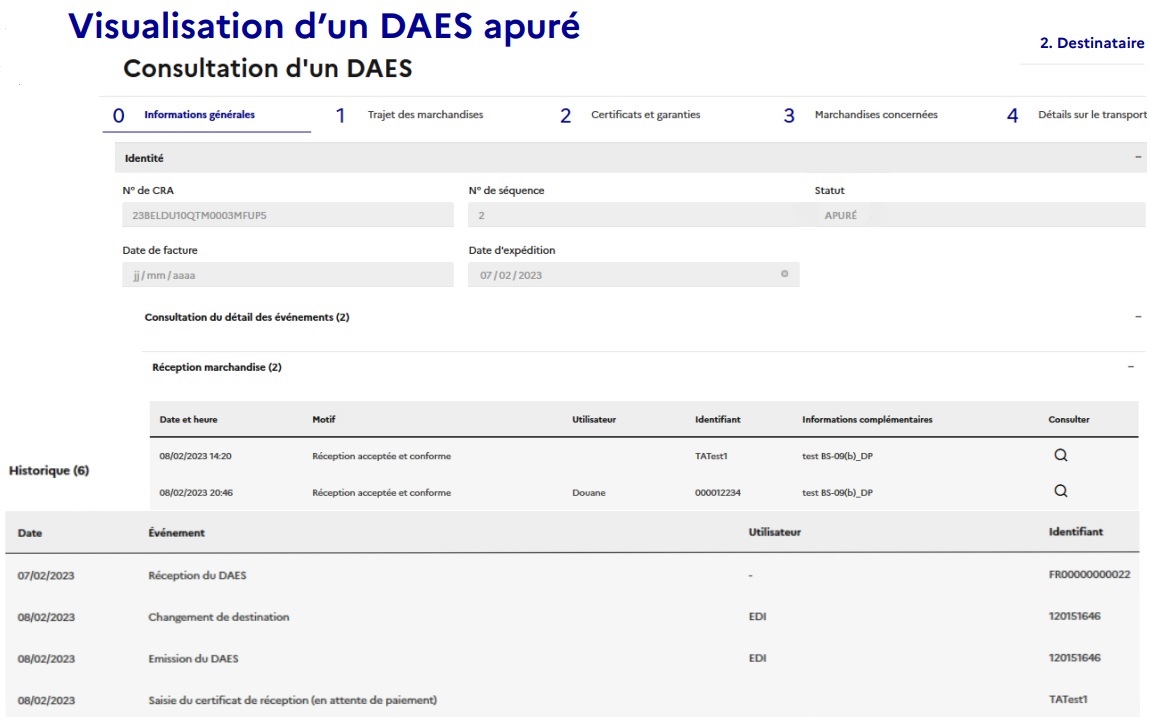 Visualisation d’un DAES apuré
2. Destinataire
Consultation d'un DAES
0 Informations générales 1 Trajet des marchandises 2 Certificats et garanties 3 Marchandises concernées 4 Détails sur le transport
Identité –
N° de CRA N° de séquence Statut
23BELDU10QTM0003MFUP5 2 APURÉ
Date de facture Date d'expédition
jj/mm/aaaa 07/02/2023
Consultation du détail des événements (2) –
Réception marchandise (2) –
Date et heure Motif Utilisateur Identifiant Informations complémentaires Consulter
08/02/2023 14:20 Réception acceptée et conforme TATest1 test BS-09(b)_DP
Historique (6)
08/02/2023 20:46 Réception acceptée et conforme Douane 000012234 test BS-09(b)_DP
Date Événement Utilisateur Identifiant
07/02/2023 Réception du DAES - FR00000000022
08/02/2023 Changement de destination EDI 120151646
08/02/2023 Emission du DAES EDI 120151646
08/02/2023 Saisie du certificat de réception (en attente de paiement) TATest1